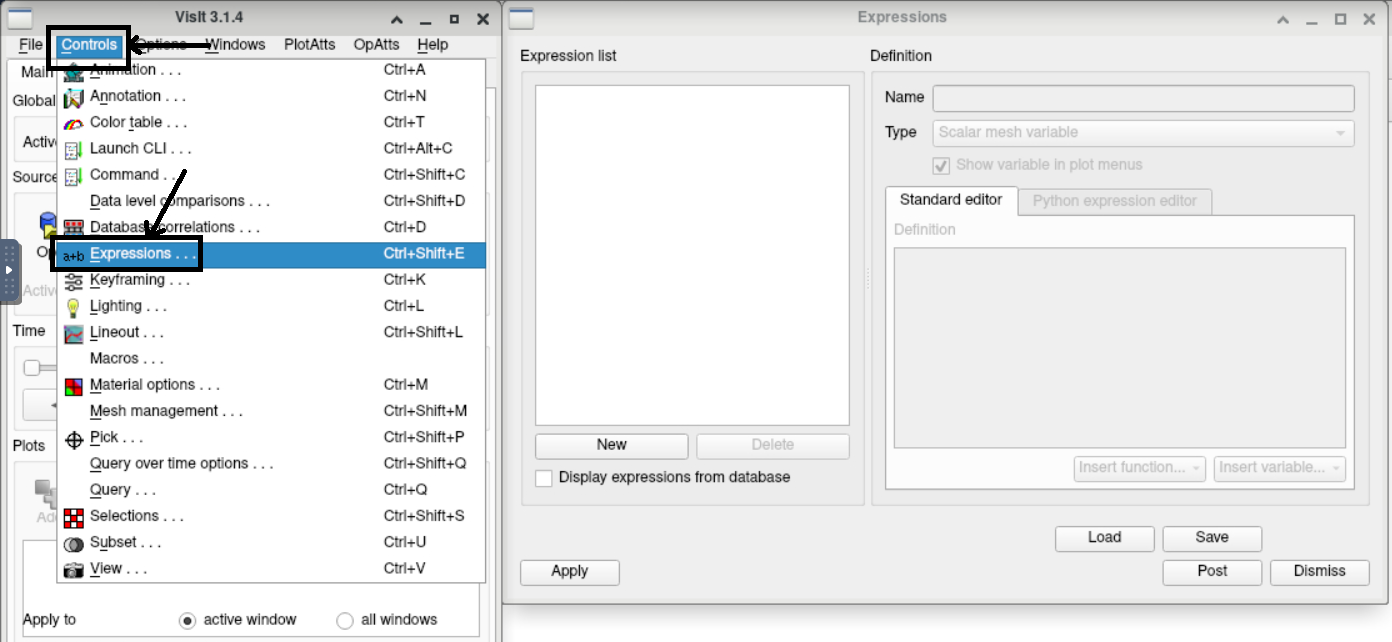 VisIt 3.1.4
File Controls Options Windows PlotAtts OpAtts Help
Main
Global
Source
Time
Plots
Animation . . . Ctrl+A
Annotation . . . Ctrl+N
Color table . . . Ctrl+T
Launch CLI . . . Ctrl+Alt+C
Command . . . Ctrl+Shift+C
Data level comparisons . . . Ctrl+Shift+D
Database correlations . . . Ctrl+D
a+b Expressions . . . Ctrl+Shift+E
Keyframing . . . Ctrl+K
Lighting . . . Ctrl+L
Lineout . . . Ctrl+Shift+L
Macros . . .
Material options . . . Ctrl+M
Mesh management . . . Ctrl+Shift+M
Pick . . . Ctrl+Shift+P
Query over time options . . . Ctrl+Shift+Q
Query . . . Ctrl+Q
Selections . . . Ctrl+Shift+S
Subset . . . Ctrl+U
View . . . Ctrl+V
Apply to active window all windows
Expressions
Expression list
New Delete
Display expressions from database
Definition
Name
Type Scalar mesh variable
Show variable in plot menus
Standard editor Python expression editor
Definition
Insert function... Insert variable...
Load Save
Apply Post Dismiss